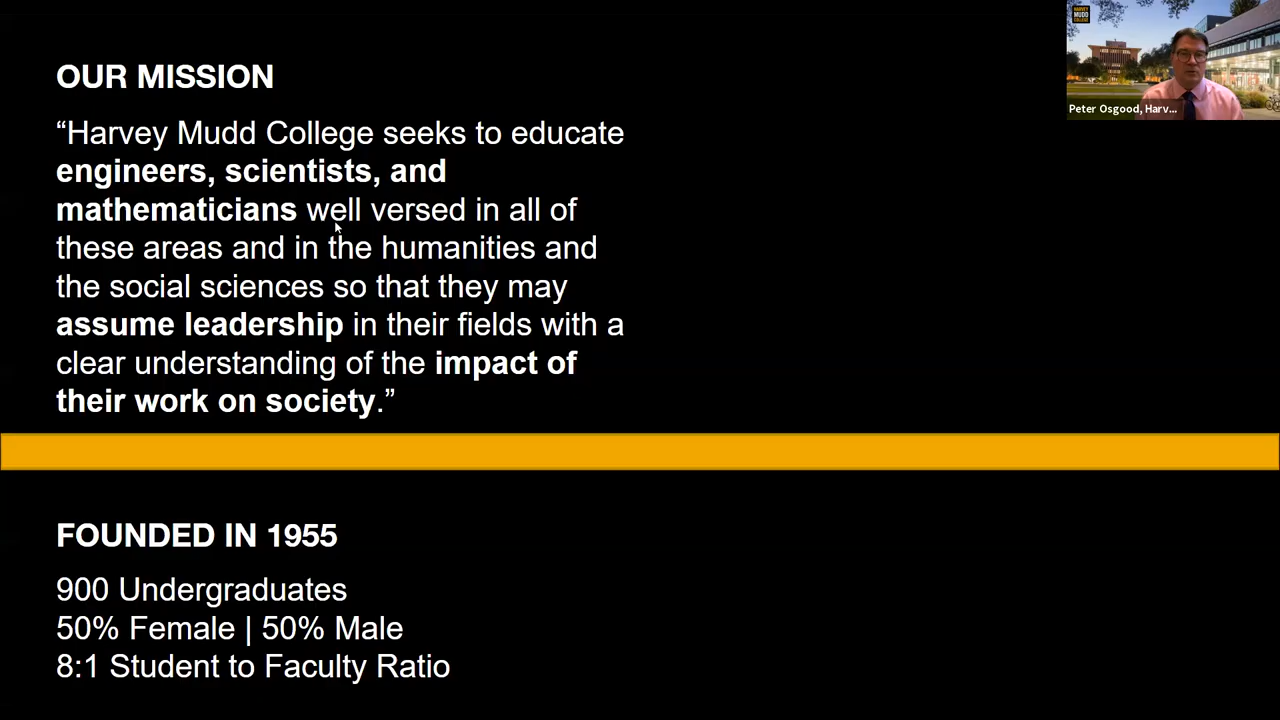 OUR MISSION
“Harvey Mudd College seeks to educate
engineers, scientists, and
mathematicians well versed in all of
these areas and in the humanities and
the social sciences so that they may
assume leadership in their fields with a
clear understanding of the impact of
their work on society.”
HARVEY
MUDD
COLLEGE
Peter Osgood, Harv...
FOUNDED IN 1955
900 Undergraduates
50% Female | 50% Male
8:1 Student to Faculty Ratio